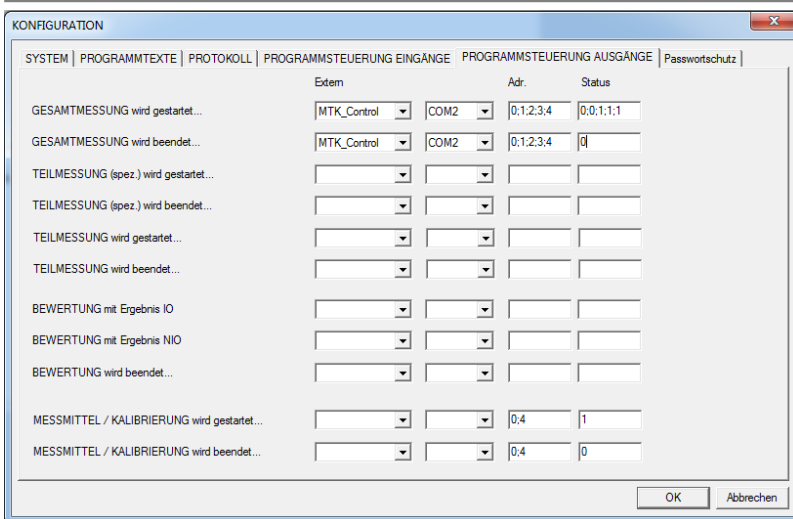 KONFIGURATION
SYSTEM PROGRAMMTEXTE PROTOKOLL PROGRAMMSTEUERUNG EINGÄNGE PROGRAMMSTEUERUNG AUSGÄNGE Passwortschutz
Extern Adr. Status
GESAMTMESSUNG wird gestartet... MTK_Control COM2 0;1;2;3;4 0;0;1;1;1
GESAMTMESSUNG wird beendet... MTK_Control COM2 0;1;2;3;4 0
TEILMESSUNG (spez.) wird gestartet...
TEILMESSUNG (spez.) wird beendet...
TEILMESSUNG wird gestartet...
TEILMESSUNG wird beendet...
BEWERTUNG mit Ergebnis IO
BEWERTUNG mit Ergebnis NIO
BEWERTUNG wird beendet...
MESSMITTEL / KALIBRIERUNG wird gestartet... 0;4 1
MESSMITTEL / KALIBRIERUNG wird beendet... 0;4 0
OK Abbrechen